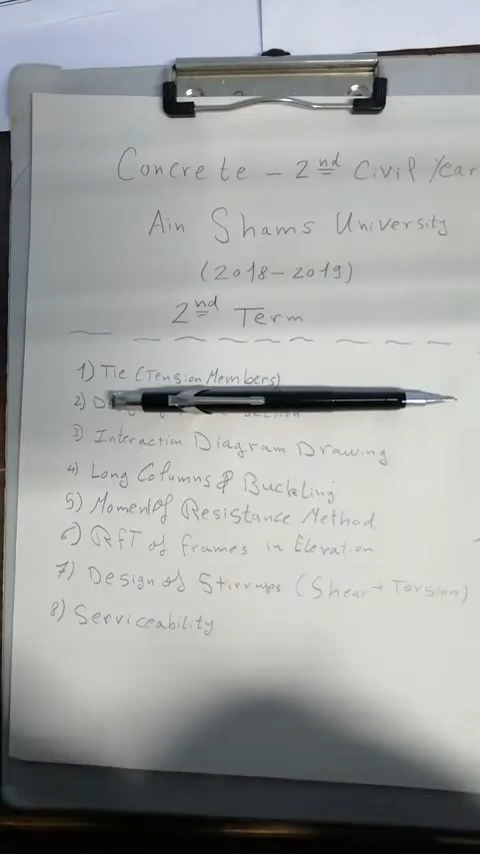 Concrete - 2nd Civil Year
Ain Shams University
(2018-2019)
2nd Term
1) Tie (Tension Members)
2)
3) Interaction Diagram Drawing
4) Long Columns & Buckling
5) Moment of Resistance Method
6) RFT of frames in Elevation
7) Design of Stirrups (Shear + Torsion)
8) Serviceability